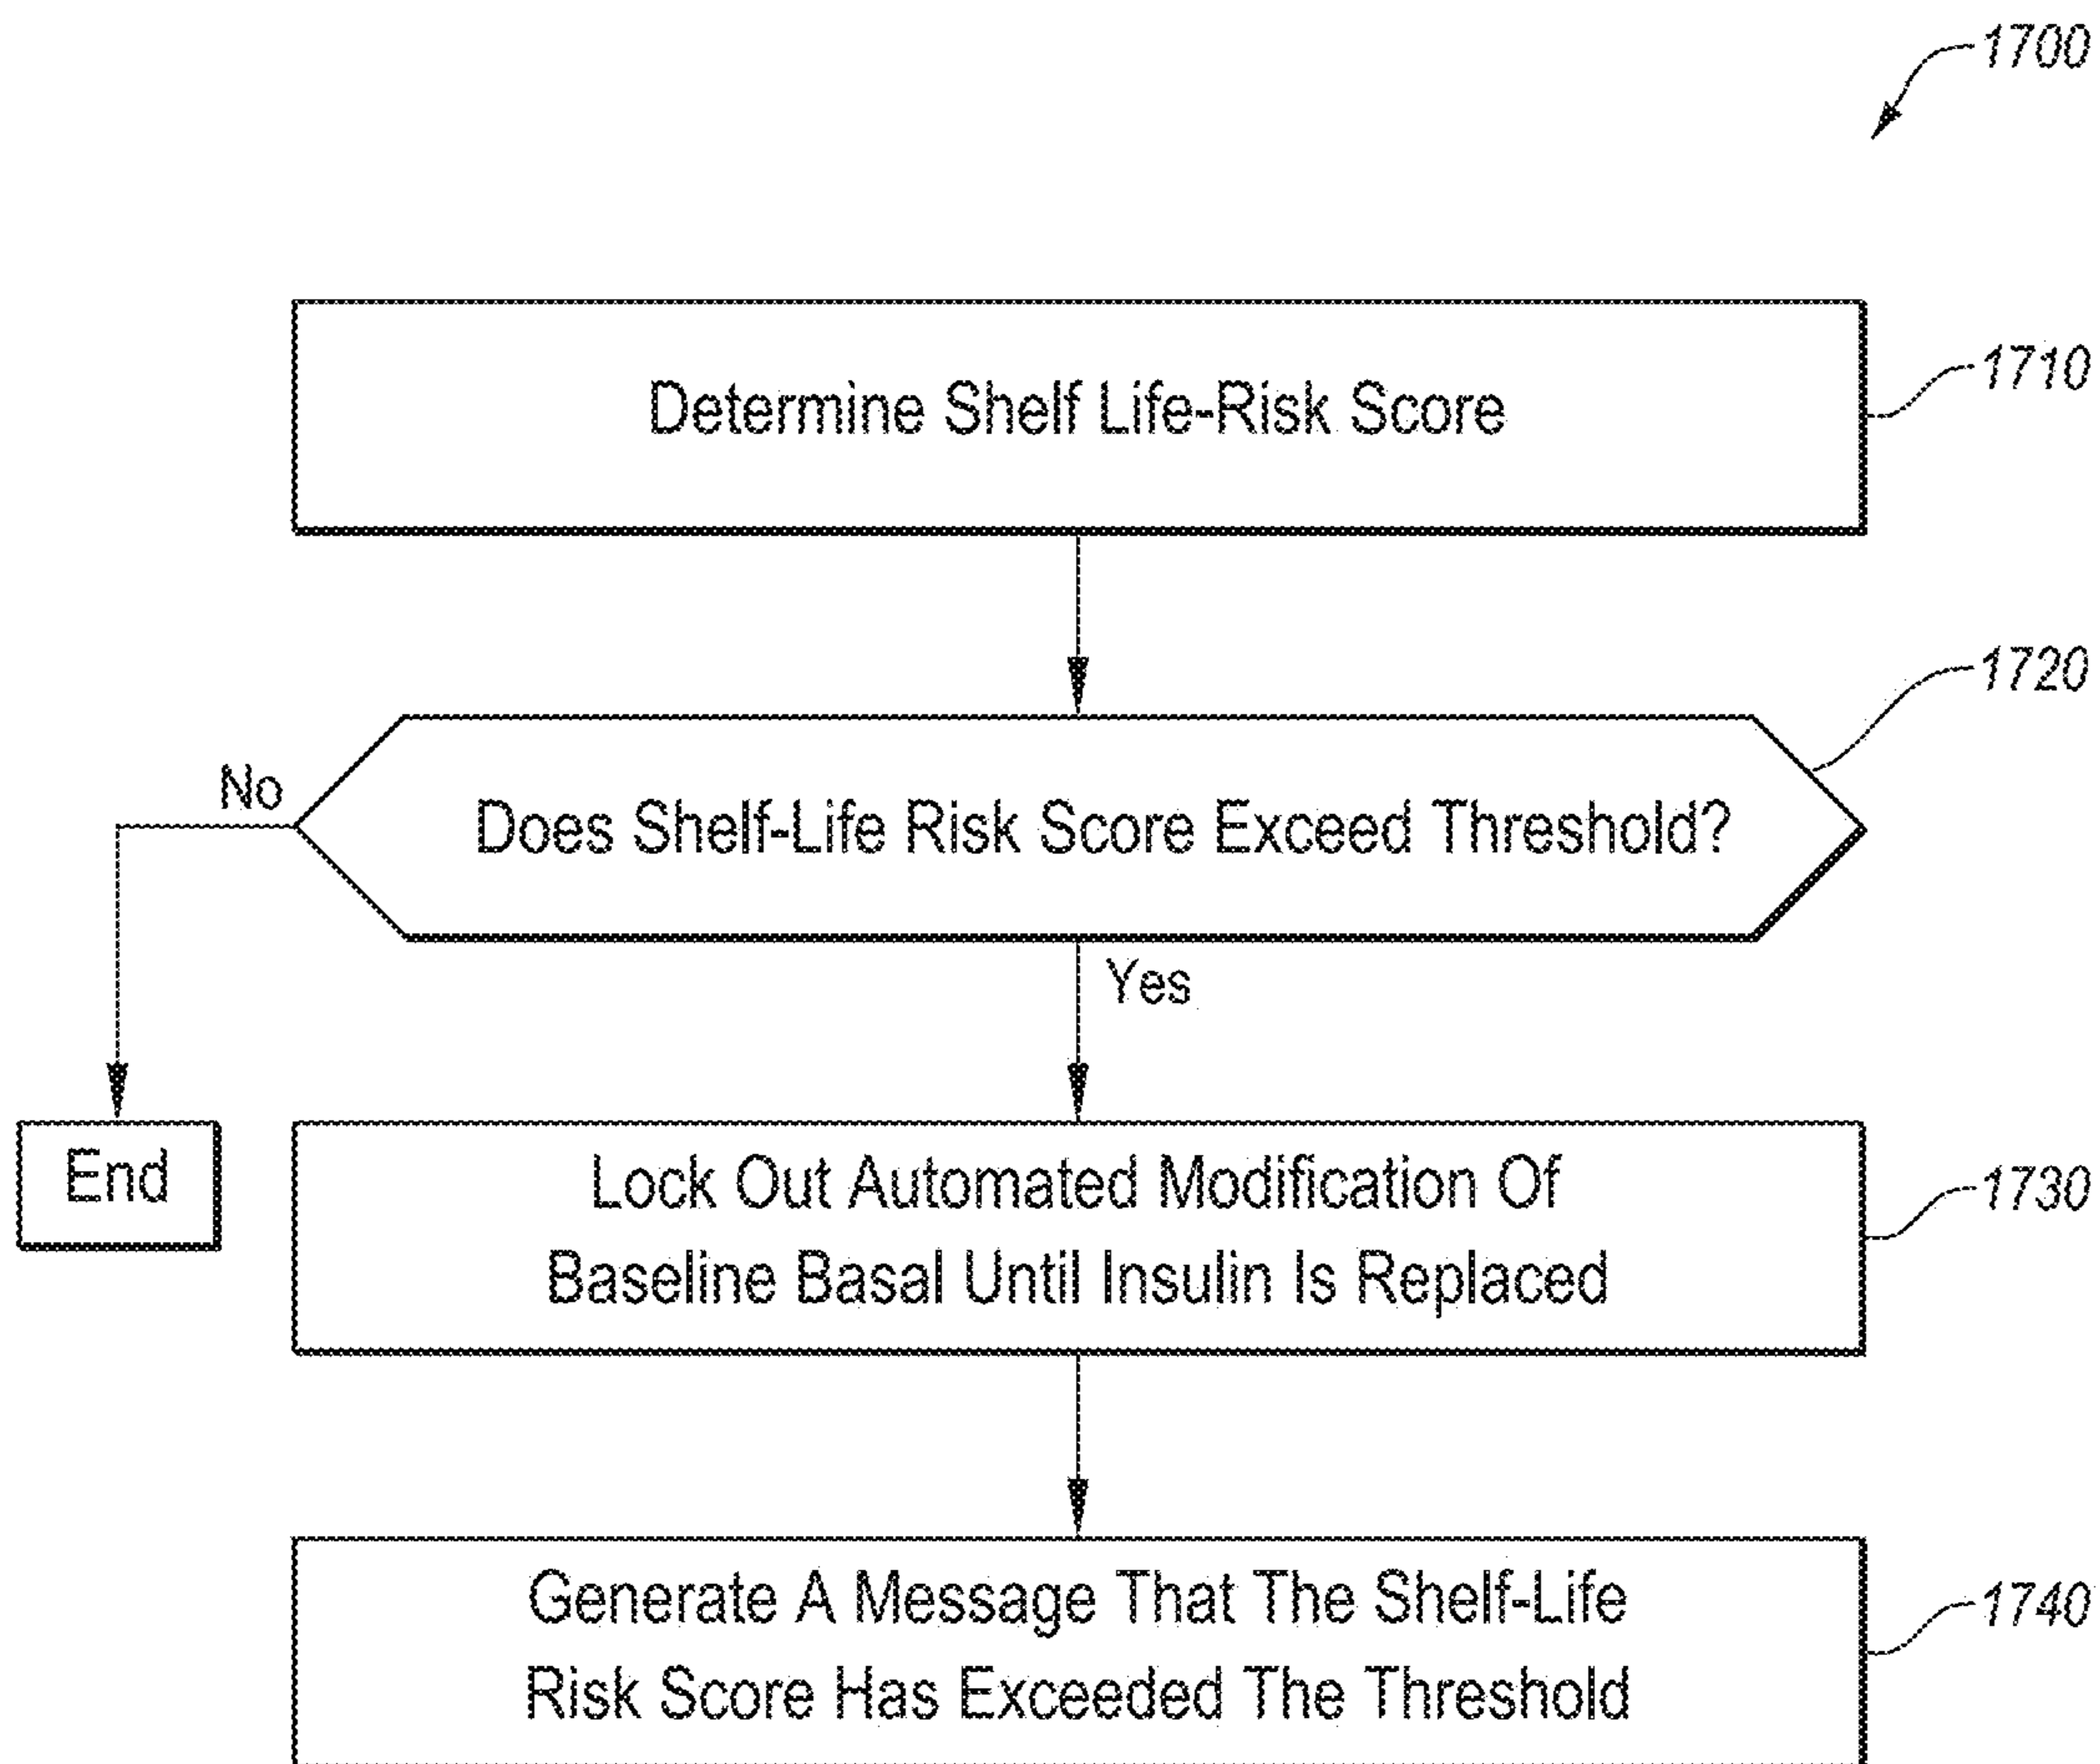 1700
Determine Shelf Life-Risk Score
1710
1720
No
Does Shelf-Life Risk Score Exceed Threshold?
Yes
End
Lock Out Automated Modification Of
Baseline Basal Until Insulin Is Replaced
1730
Generate A Message That The Shelf-Life
Risk Score Has Exceeded The Threshold
1740